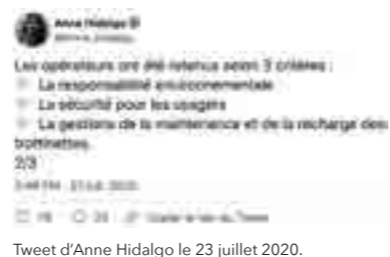 Anne Hidalgo
Les opérateurs ont été retenus selon 3 critères :
La responsabilité environnementale
La sécurité pour les usagers
La gestions de la maintenance et de la recharge des
trottinettes.
2/3
Tweet d'Anne Hidalgo le 23 juillet 2020.